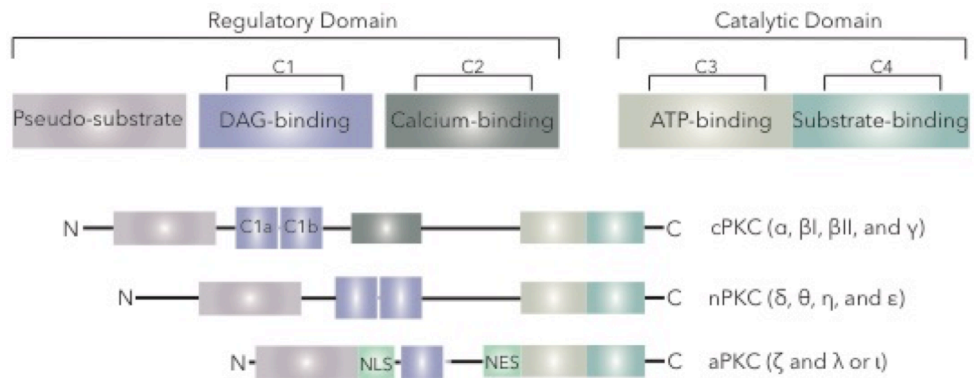 Regulatory Domain Catalytic Domain
C1 C2 C3 C4
Pseudo-substrate DAG-binding Calcium-binding ATP-binding Substrate-binding
N C1a C1b C cPKC (α, βI, βII, and γ)
N C nPKC (δ, θ, η, and ε)
N NLS NES C aPKC (ζ and λ or ι)